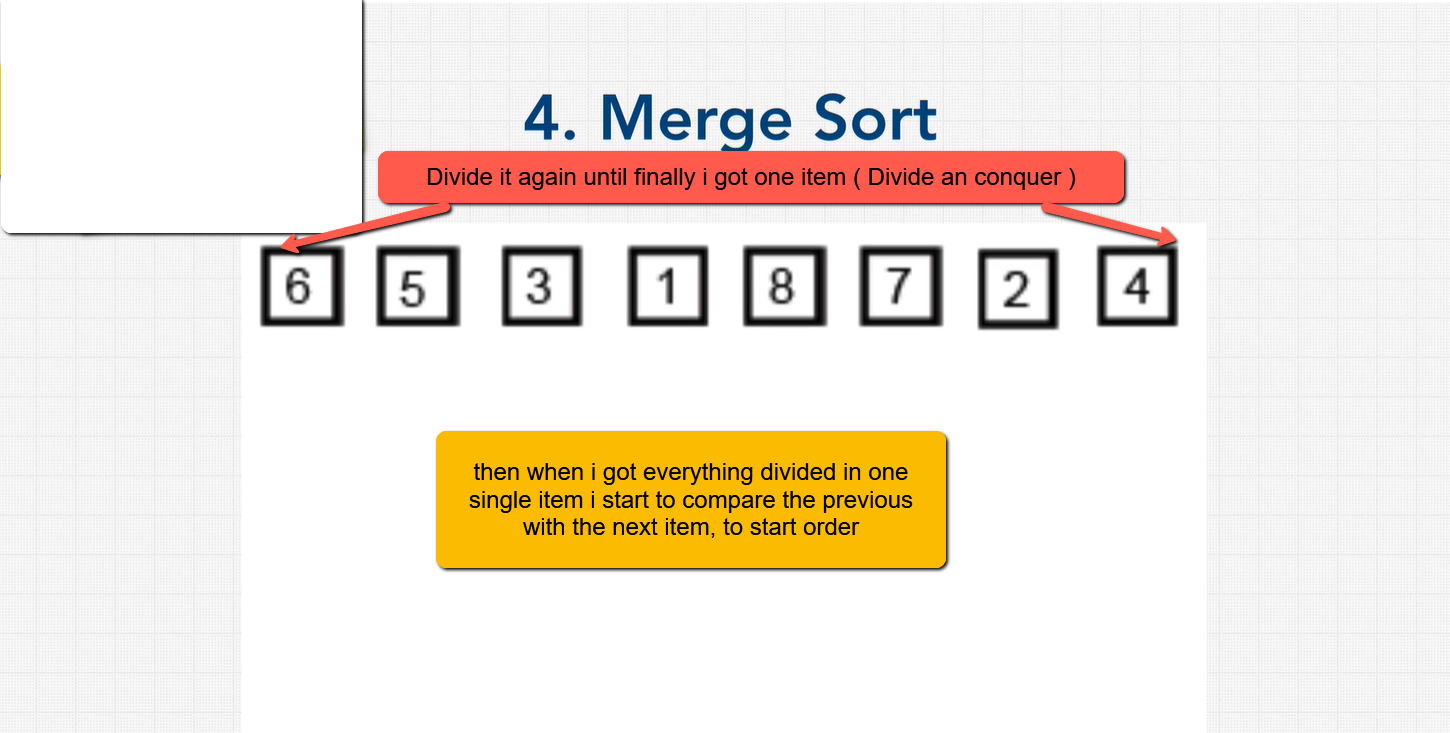 4. Merge Sort
Divide it again until finally i got one item ( Divide an conquer )
6 5 3 1 8 7 2 4
then when i got everything divided in one
single item i start to compare the previous
with the next item, to start order